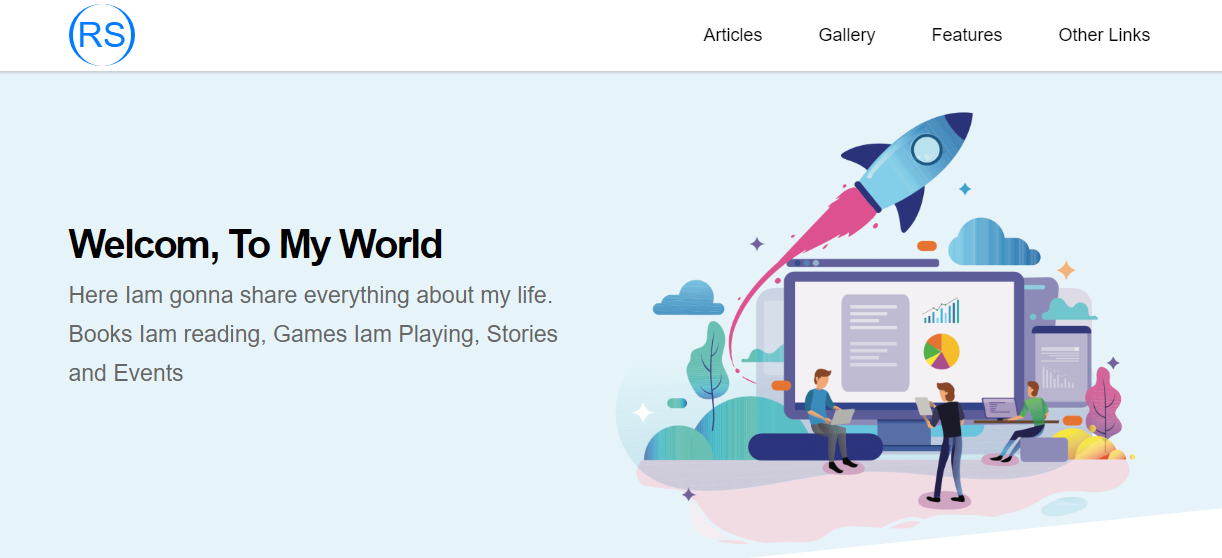 RS
Articles Gallery Features Other Links
Welcom, To My World
Here Iam gonna share everything about my life.
Books Iam reading, Games Iam Playing, Stories
and Events